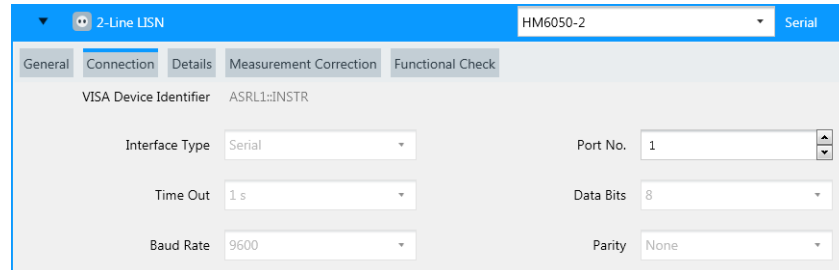 2-Line LISN HM6050-2 Serial
General Connection Details Measurement Correction Functional Check
VISA Device Identifier ASRL1::INSTR
Interface Type Serial Port No. 1
Time Out 1 s Data Bits 8
Baud Rate 9600 Parity None